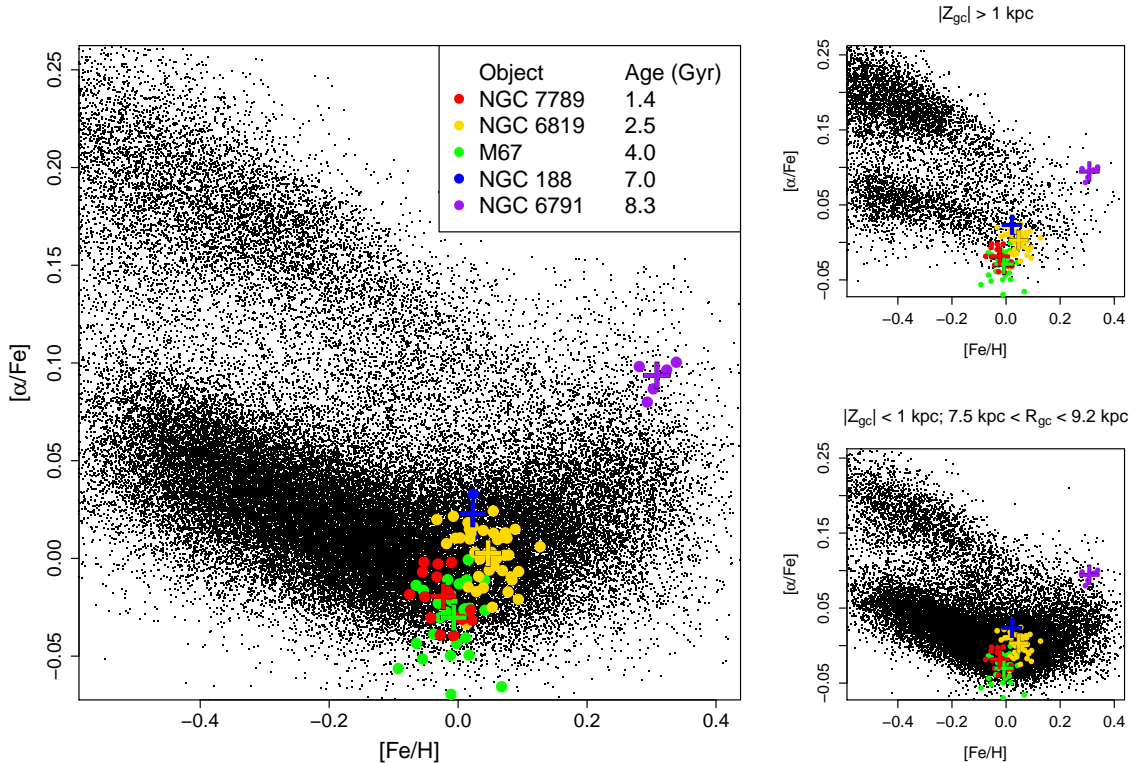 Object Age (Gyr)
NGC 7789 1.4
NGC 6819 2.5
M67 4.0
NGC 188 7.0
NGC 6791 8.3
[α/Fe]
0.25
0.20
0.15
0.10
0.05
0.00
−0.05
−0.4 −0.2 0.0 0.2 0.4
[Fe/H]
|Zgc| > 1 kpc
[α/Fe]
0.25
0.15
0.05
−0.05
−0.4 −0.2 0.0 0.2 0.4
[Fe/H]
|Zgc| < 1 kpc; 7.5 kpc < Rgc < 9.2 kpc
[α/Fe]
0.25
0.15
0.05
−0.05
−0.4 −0.2 0.0 0.2 0.4
[Fe/H]